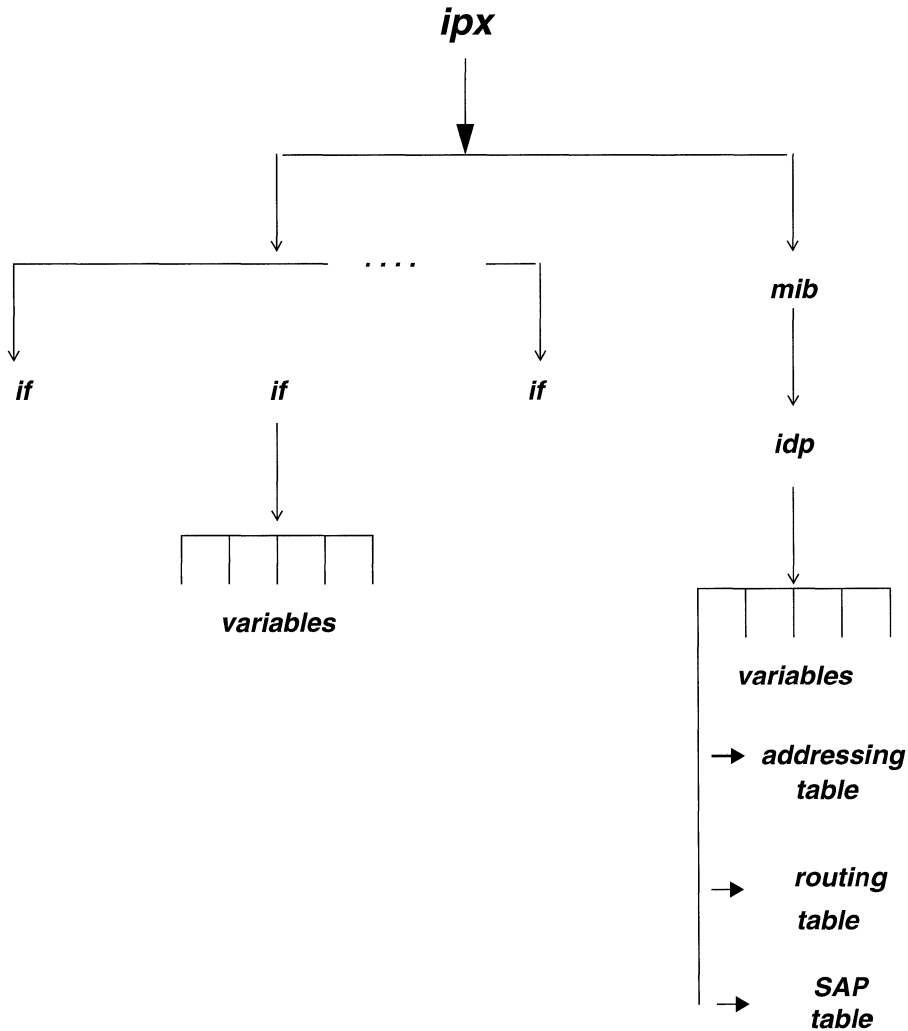 ipx
. . . .
mib
if
if
if
idp
variables
variables
addressing
table
routing
table
SAP
table